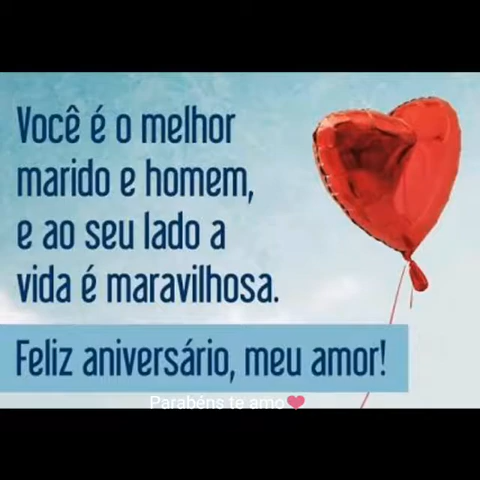 Você é o melhor
marido e homem,
e ao seu lado a
vida é maravilhosa.
Feliz aniversário, meu amor!
Parabéns te amo❤